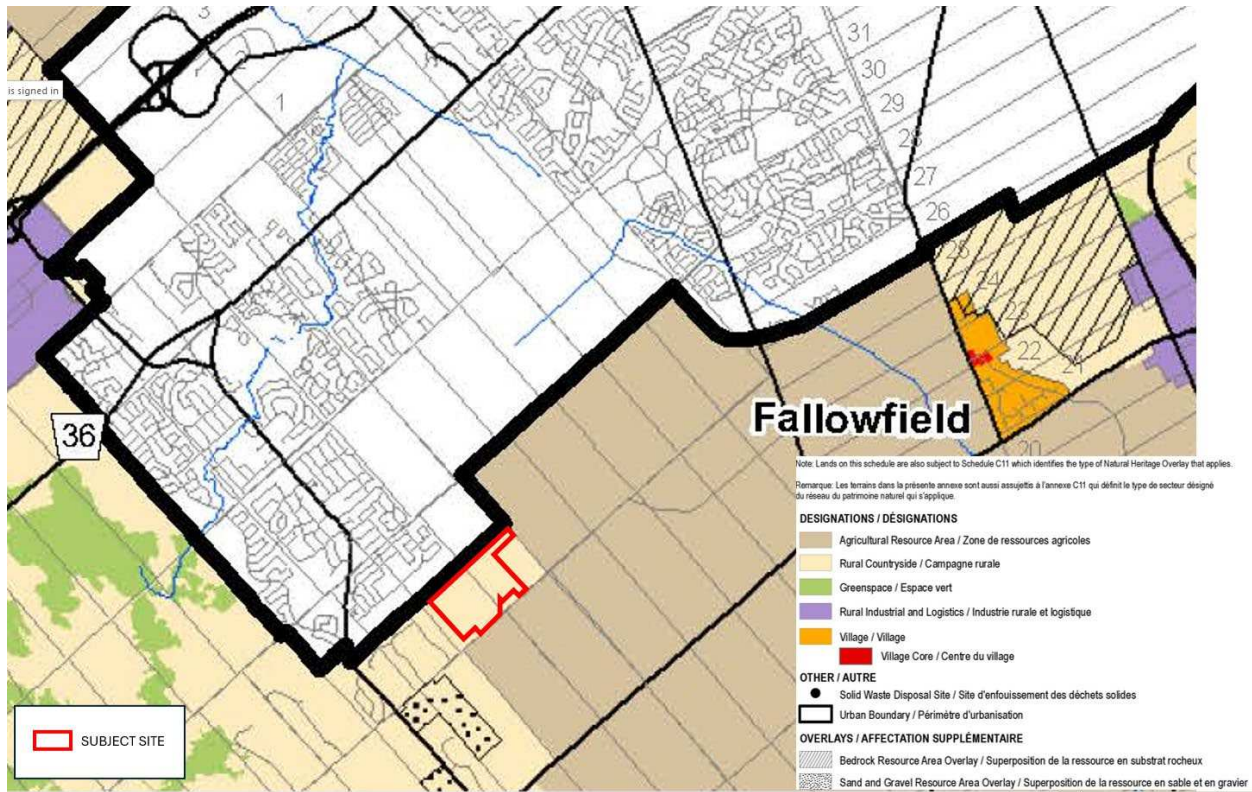 3
1
31
30
29
28
27
26
is signed in
25
24
23
22
21
20
36
Fallowfield
Note: Lands on this schedule are also subject to Schedule C11 which identifies the type of Natural Heritage Overlay that applies.
Remarque: Les terrains dans la présente annexe sont aussi assujettis à l'annexe C11 qui définit le type de secteur désigné
du réseau du patrimoine naturel qui s'applique.
DESIGNATIONS / DÉSIGNATIONS
Agricultural Resource Area / Zone de ressources agricoles
Rural Countryside / Campagne rurale
Greenspace / Espace vert
Rural Industrial and Logistics / Industrie rurale et logistique
Village / Village
Village Core / Centre du village
OTHER / AUTRE
Solid Waste Disposal Site / Site d'enfouissement des déchets solides
Urban Boundary / Périmètre d'urbanisation
OVERLAYS / AFFECTATION SUPPLÉMENTAIRE
Bedrock Resource Area Overlay / Superposition de la ressource en substrat rocheux
Sand and Gravel Resource Area Overlay / Superposition de la ressource en sable et en gravier
SUBJECT SITE